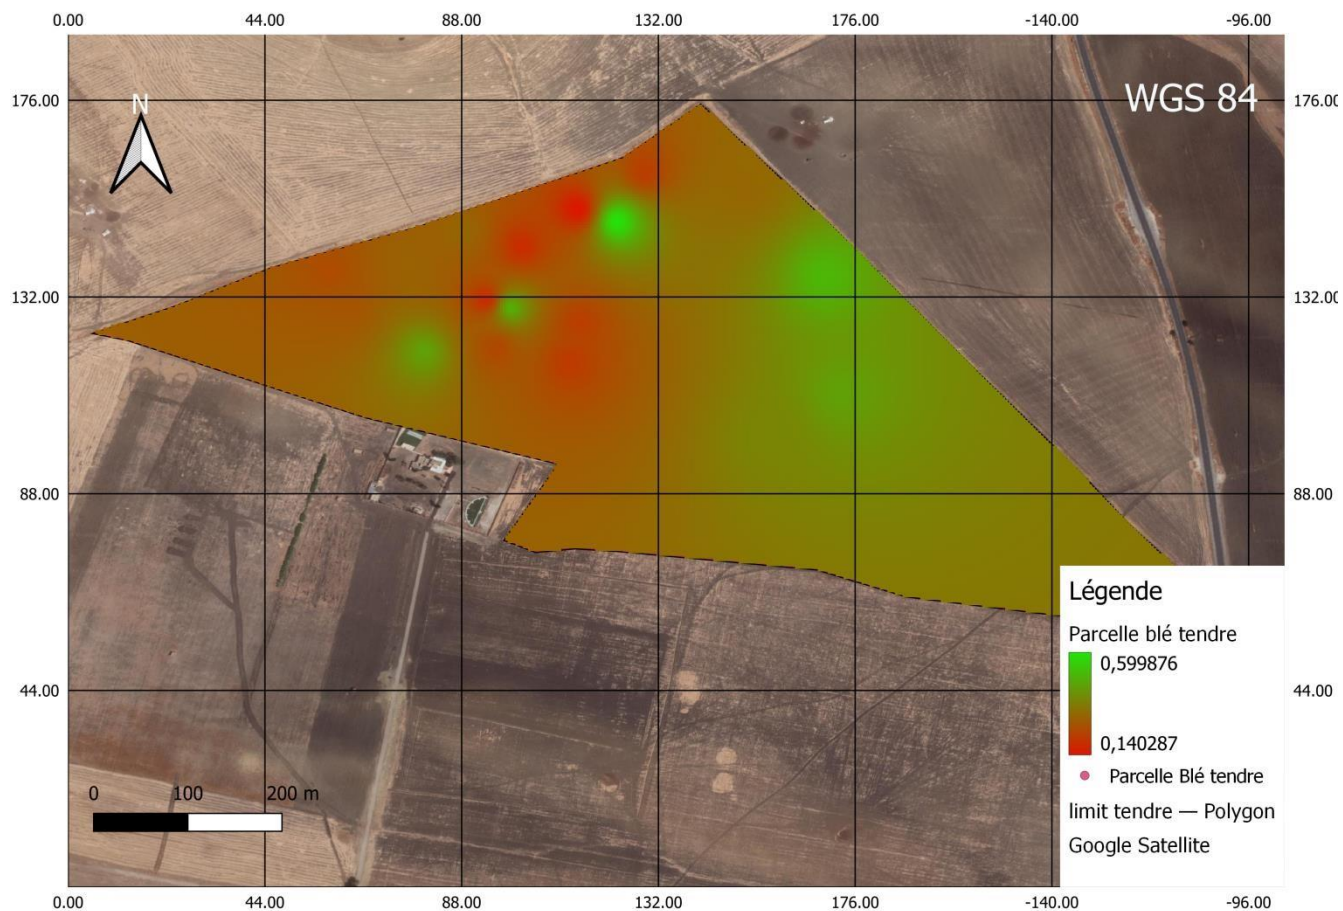 0.00 44.00 88.00 132.00 176.00 -140.00 -96.00
176.00 N WGS 84 176.00
132.00 132.00
88.00 88.00
Légende
Parcelle blé tendre
0,599876
44.00 44.00
0,140287
Parcelle Blé tendre
0 100 200 m
limit tendre — Polygon
Google Satellite
0.00 44.00 88.00 132.00 176.00 -140.00 -96.00